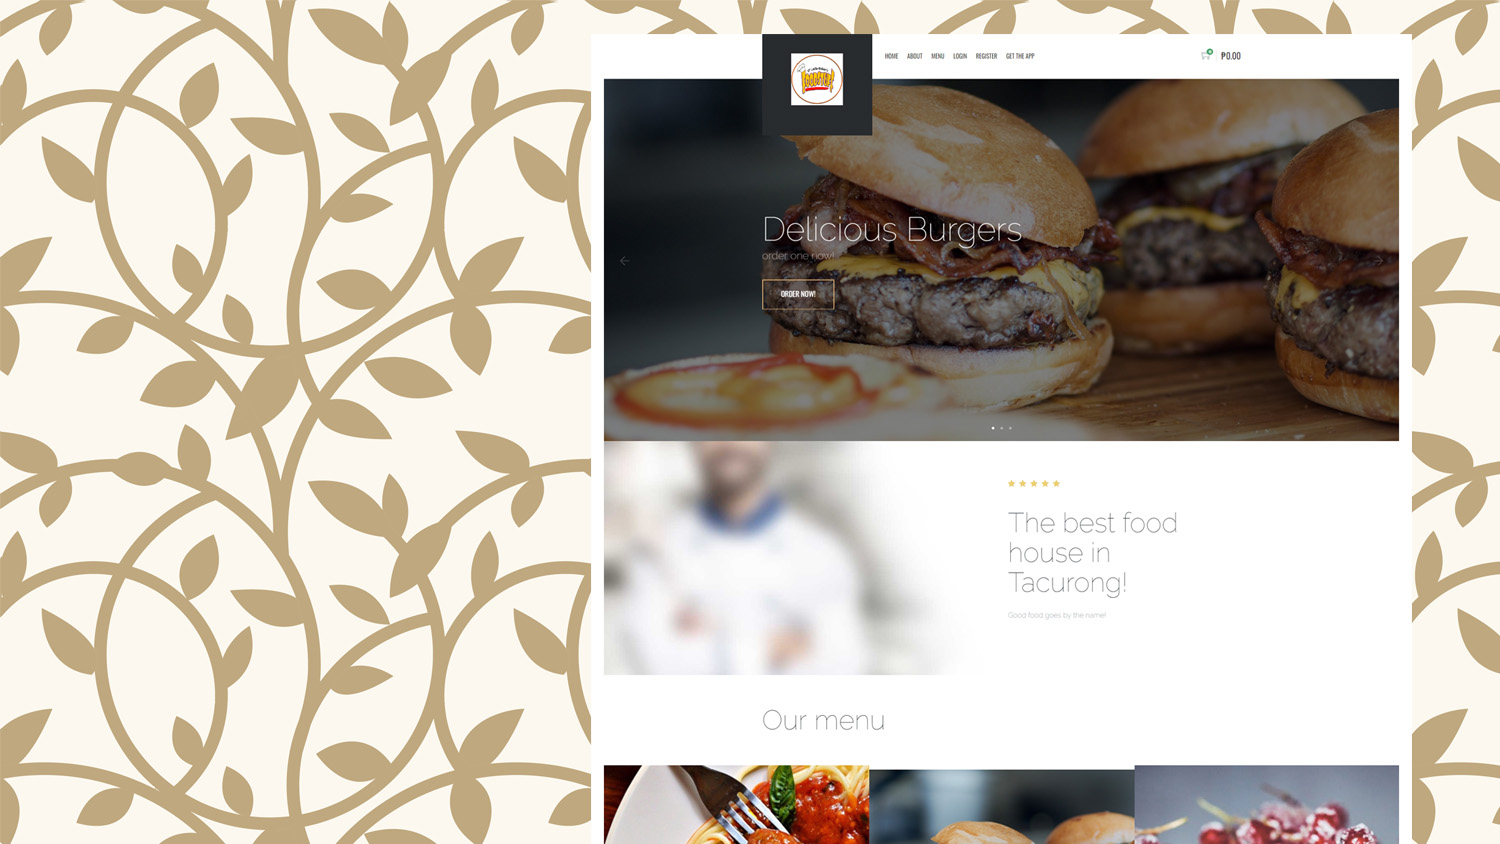 HOME ABOUT MENU LOGIN REGISTER GET THE APP
₱0.00
Delicious Burgers
order one now!
ORDER NOW!
The best food
house in
Tacurong!
Good food goes by the name!
Our menu